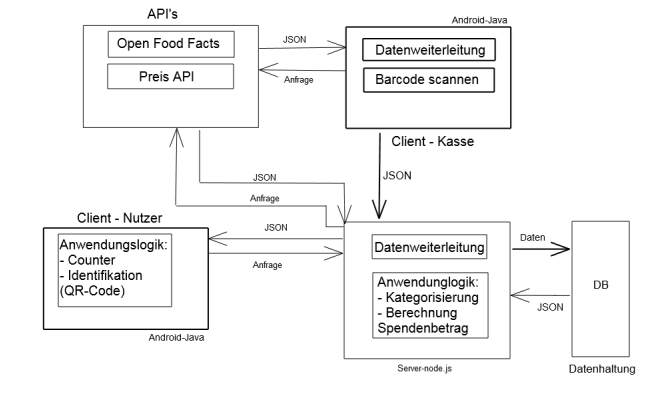 API's
Open Food Facts
Preis API
JSON
Anfrage
Android-Java
Datenweiterleitung
Barcode scannen
Client - Kasse
JSON
JSON
Anfrage
Client - Nutzer
Anwendungslogik:
- Counter
- Identifikation
(QR-Code)
Android-Java
JSON
Anfrage
Datenweiterleitung
Anwendunglogik:
- Kategorisierung
- Berechnung
Spendenbetrag
Server-node.js
Daten
JSON
DB
Datenhaltung